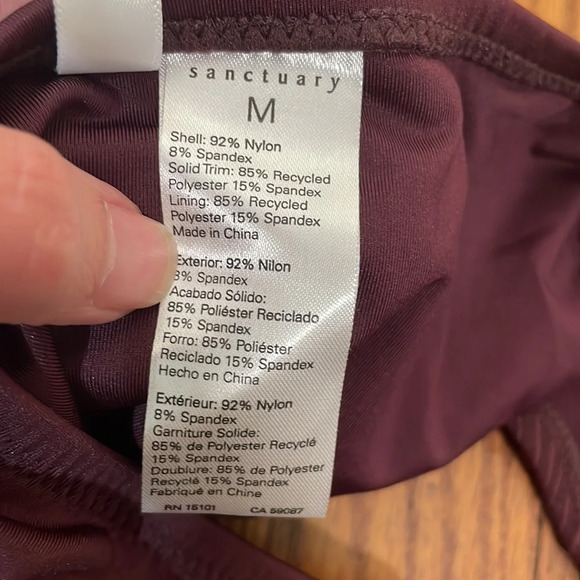 sanctuary
M
Shell: 92% Nylon
8% Spandex
Solid Trim: 85% Recycled
Polyester 15% Spandex
Lining: 85% Recycled
Polyester 15% Spandex
Made in China
Exterior: 92% Nilon
8% Spandex
Acabado Sólido:
85% Poliéster Reciclado
15% Spandex
Forro: 85% Poliéster
Reciclado 15% Spandex
Hecho en China
Extérieur: 92% Nylon
8% Spandex
Garniture Solide:
85% de Polyester Recyclé
15% Spandex
Doublure: 85% de Polyester
Recyclé 15% Spandex
Fabriqué en Chine
RN 15101 CA 59087